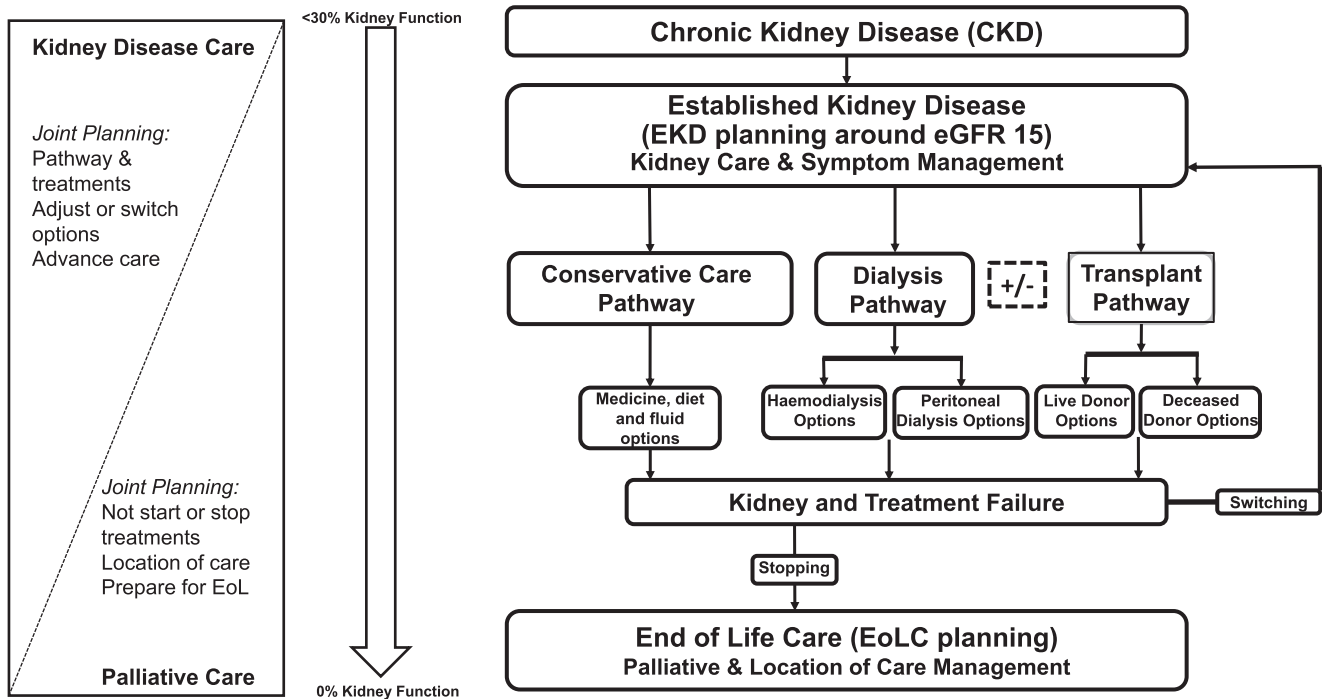 Kidney Disease Care
Joint Planning:
Pathway &
treatments
Adjust or switch
options
Advance care
Joint Planning:
Not start or stop
treatments
Location of care
Prepare for EoL
Palliative Care
<30% Kidney Function
0% Kidney Function
Chronic Kidney Disease (CKD)
Established Kidney Disease
(EKD planning around eGFR 15)
Kidney Care & Symptom Management
Conservative Care
Pathway
Dialysis
Pathway
+/-
Transplant
Pathway
Medicine, diet
and fluid
options
Haemodialysis
Options
Peritoneal
Dialysis Options
Live Donor
Options
Deceased
Donor Options
Kidney and Treatment Failure
Switching
Stopping
End of Life Care (EoLC planning)
Palliative & Location of Care Management